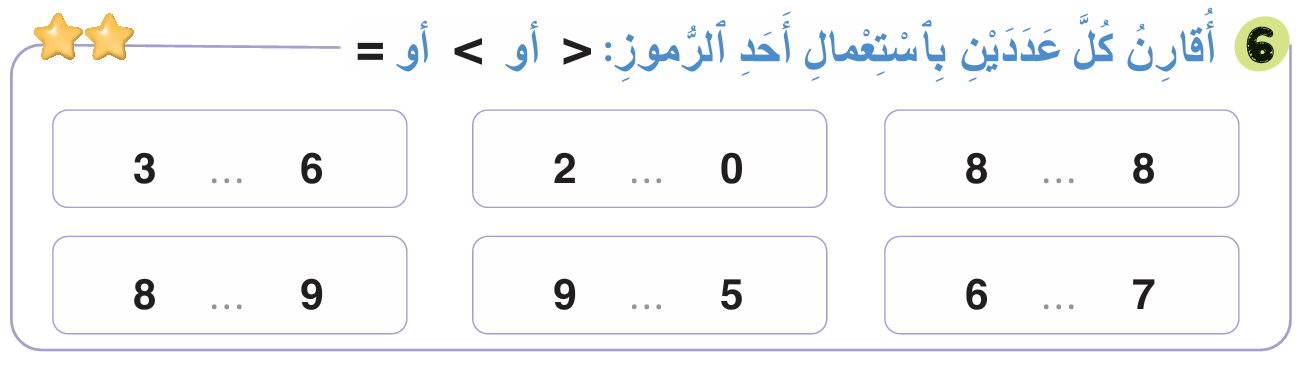 6 أُقارِنُ كُلَّ عَدَدَيْنِ بِٱسْتِعْمالِ أَحَدِ ٱلرُّموزِ: > أو < أو =
3 ... 6 2 ... 0 8 ... 8
8 ... 9 9 ... 5 6 ... 7